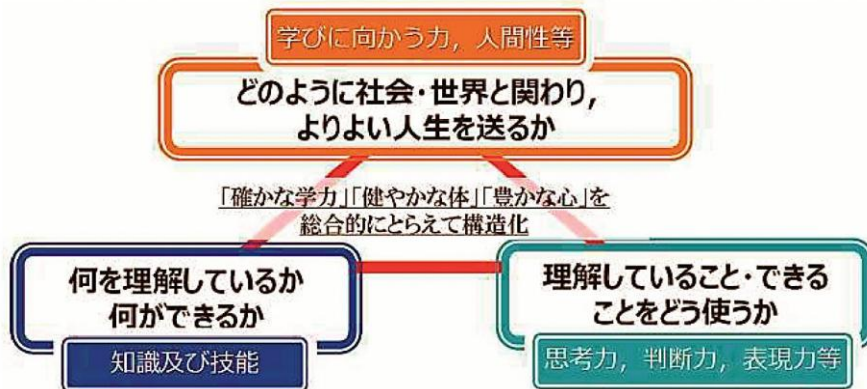 学びに向かう力，人間性等
どのように社会・世界と関わり，
よりよい人生を送るか
「確かな学力」「健やかな体」「豊かな心」を
総合的にとらえて構造化
何を理解しているか
何ができるか
知識及び技能
理解していること・できる
ことをどう使うか
思考力，判断力，表現力等